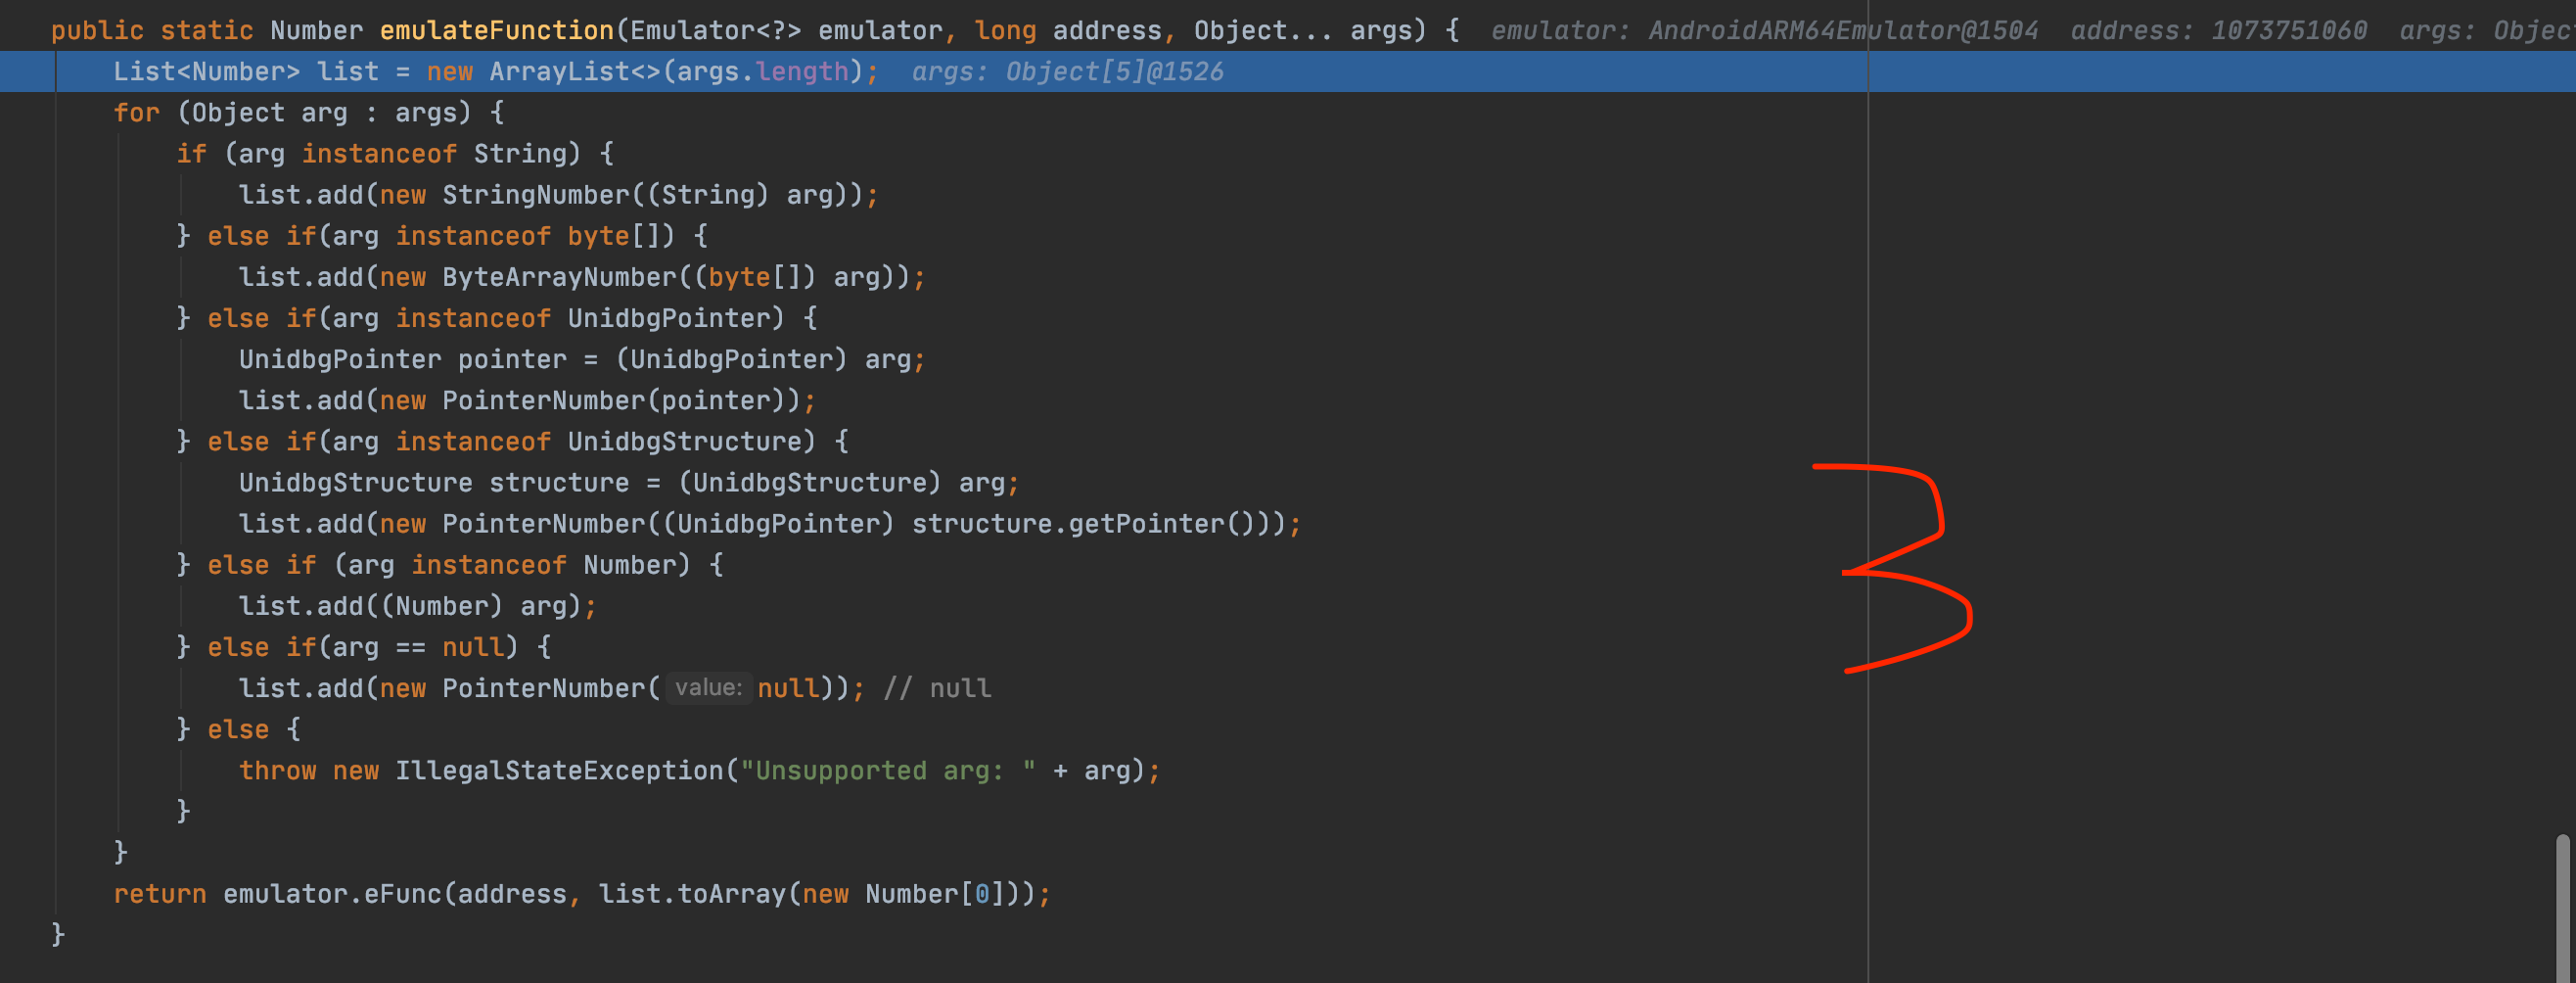 public static Number emulateFunction(Emulator<?> emulator, long address, Object... args) { emulator: AndroidARM64Emulator@1504 address: 1073751060 args: Objec
List<Number> list = new ArrayList<>(args.length); args: Object[5]@1526
for (Object arg : args) {
if (arg instanceof String) {
list.add(new StringNumber((String) arg));
} else if(arg instanceof byte[]) {
list.add(new ByteArrayNumber((byte[]) arg));
} else if(arg instanceof UnidbgPointer) {
UnidbgPointer pointer = (UnidbgPointer) arg;
list.add(new PointerNumber(pointer));
} else if(arg instanceof UnidbgStructure) {
UnidbgStructure structure = (UnidbgStructure) arg;
list.add(new PointerNumber((UnidbgPointer) structure.getPointer()));
} else if (arg instanceof Number) {
list.add((Number) arg);
} else if(arg == null) {
list.add(new PointerNumber( value: null)); // null
} else {
throw new IllegalStateException("Unsupported arg: " + arg);
}
}
return emulator.eFunc(address, list.toArray(new Number[0]));
}
3